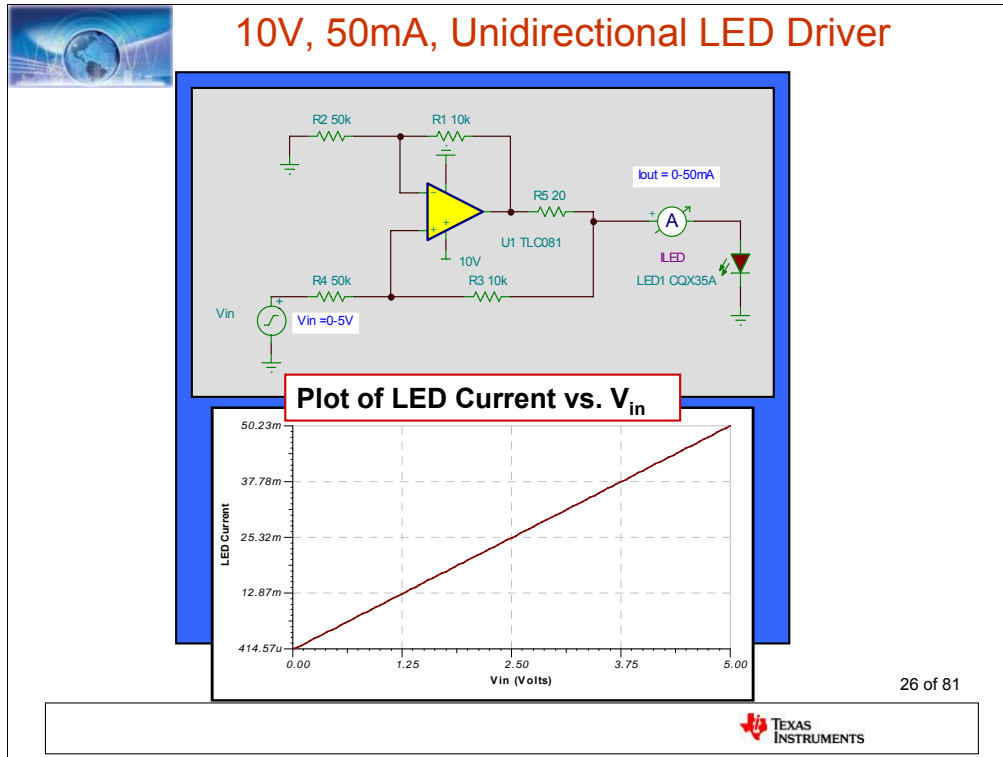 10V, 50mA, Unidirectional LED Driver
R2 50k
R1 10k
Iout = 0-50mA
R5 20
+
A
U1 TLC081
10V
ILED
LED1 CQX35A
R4 50k
R3 10k
Vin
+
Vin =0-5V
Plot of LED Current vs. Vin
50.23m
37.78m
25.32m
12.87m
414.57u
LED Current
0.00 1.25 2.50 3.75 5.00
Vin (Volts)
26 of 81
TEXAS
INSTRUMENTS